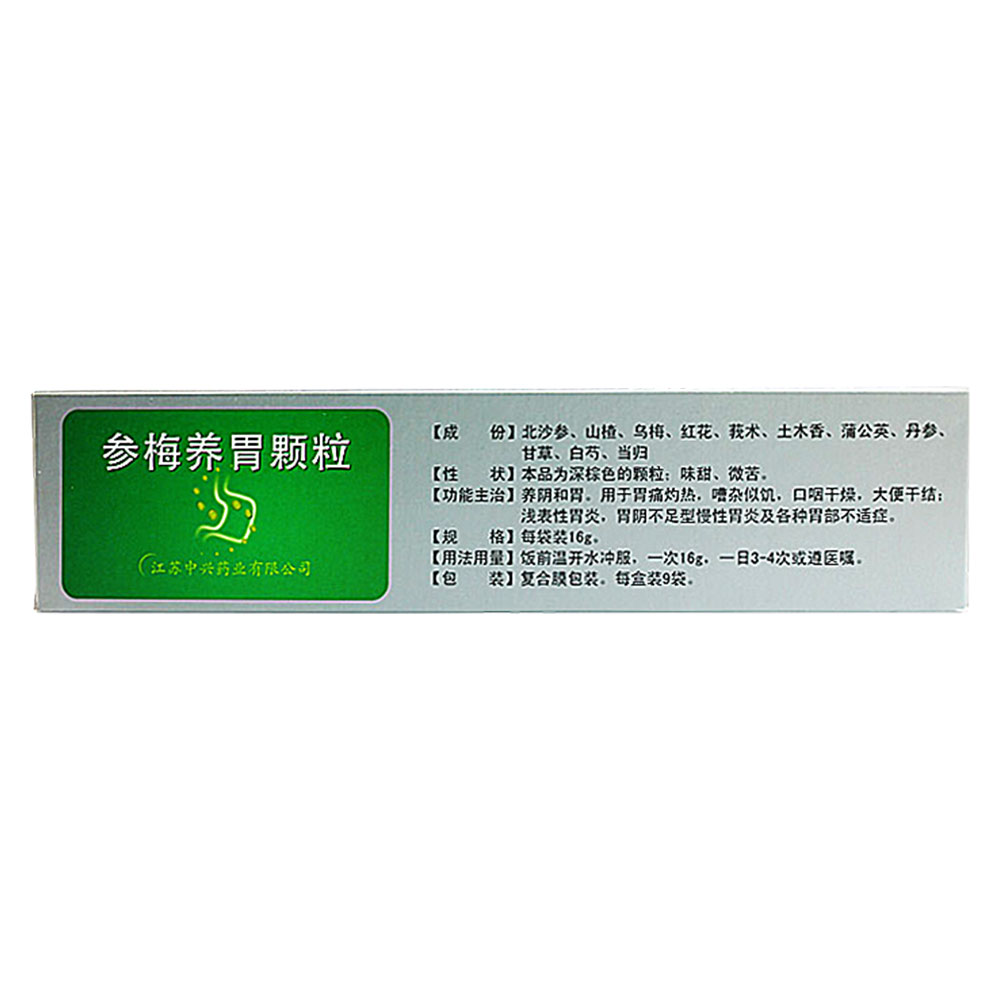 参梅养胃颗粒
江苏中兴药业有限公司
【成 份】北沙参、山楂、乌梅、红花、莪术、土木香、蒲公英、丹参、
甘草、白芍、当归
【性 状】本品为深棕色的颗粒；味甜、微苦。
【功能主治】养阴和胃。用于胃痛灼热，嘈杂似饥，口咽干燥，大便干结；
浅表性胃炎，胃阴不足型慢性胃炎及各种胃部不适症。
【规 格】每袋装16g。
【用法用量】饭前温开水冲服，一次16g，一日3-4次或遵医嘱。
【包 装】复合膜包装。每盒装9袋。